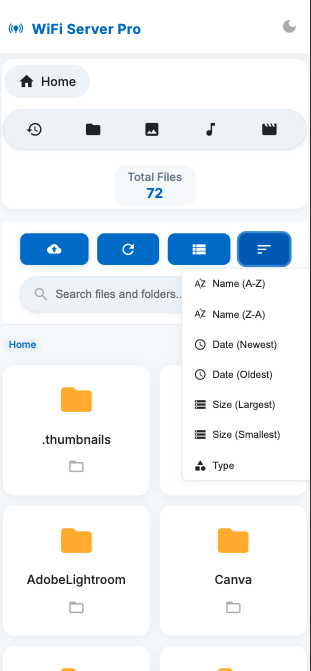 WiFi Server Pro
Home
Total Files
72
Search files and folders..
Name (A-Z)
Name (Z-A)
Date (Newest)
Date (Oldest)
Size (Largest)
Size (Smallest)
Type
Home
.thumbnails
AdobeLightroom
Canva